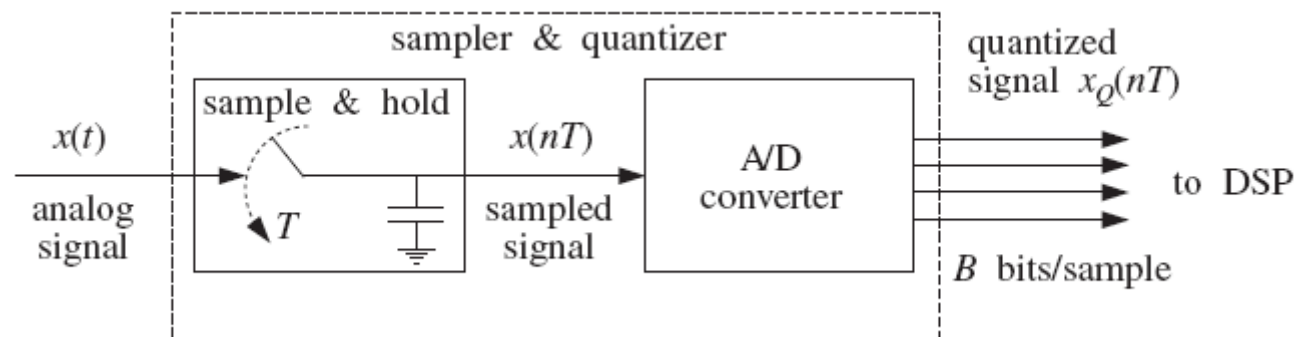 sampler & quantizer
sample & hold
x(t)
analog
signal
T
x(nT)
sampled
signal
A/D
converter
quantized
signal x_Q(nT)
to DSP
B bits/sample